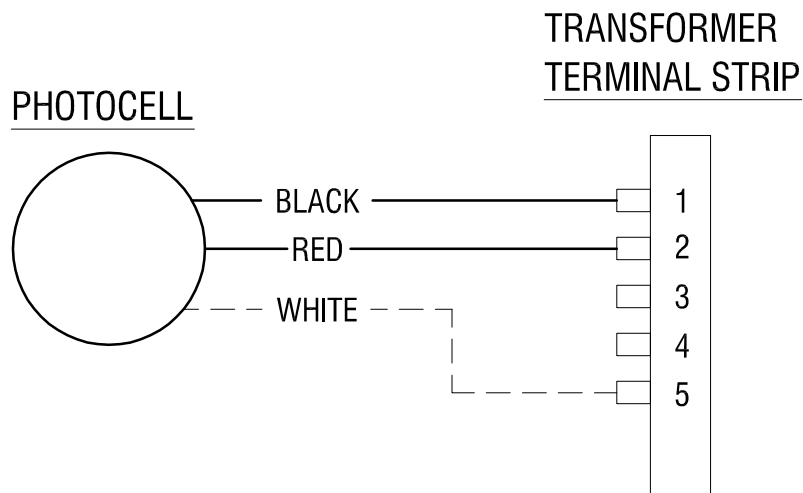 TRANSFORMER
TERMINAL STRIP
PHOTOCELL
BLACK
1
RED
2
3
WHITE
4
5